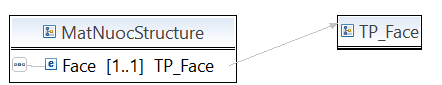 MatNuocStructure
TP_Face
Face [1..1] TP_Face